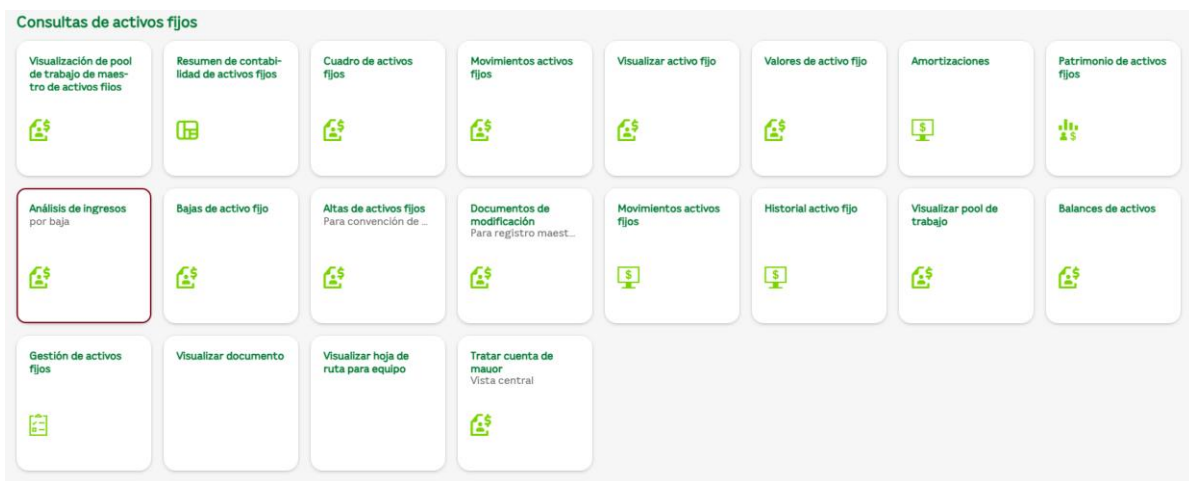 Consultas de activo fijos
Visualización de pool
de trabajo de maes-
tro de activos fijos
Resumen de contabi-
lidad de activos fijos
Cuadro de activos
fijos
Movimientos activos
fijos
Visualizar activo fijo
Valores de activo fijo
Amortizaciones
Patrimonio de activos
fijos
Análisis de ingresos
por baja
Bajas de activo fijo
Altas de activos fijos
Para convención de ...
Documentos de
modificación
Para registro maest...
Movimientos activos
fijos
Historial activo fijo
Visualizar pool de
trabajo
Balances de activos
Gestión de activos
fijos
Visualizar documento
Visualizar hoja de
ruta para equipo
Tratar cuenta de
mayor
Vista central